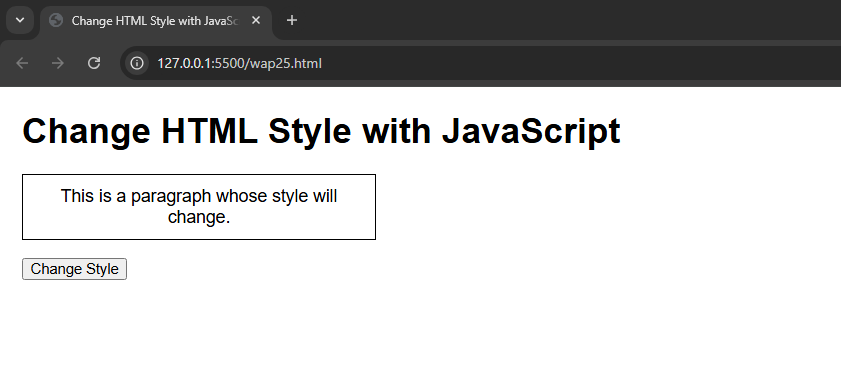 Change HTML Style with JavaSc
127.0.0.1:5500/wap25.html
Change HTML Style with JavaScript
This is a paragraph whose style will
change.
Change Style